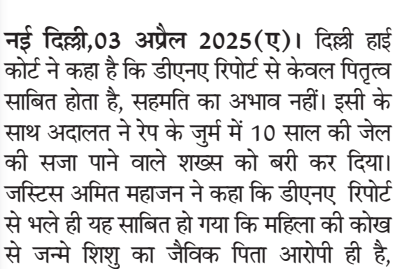 नई दिल्ली,03 अप्रैल 2025(ए)। दिल्ली हाई
कोर्ट ने कहा है कि डीएनए रिपोर्ट से केवल पितृत्व
साबित होता है, सहमति का अभाव नहीं। इसी के
साथ अदालत ने रेप के जुर्म में 10 साल की जेल
की सजा पाने वाले शख्स को बरी कर दिया।
जस्टिस अमित महाजन ने कहा कि डीएनए रिपोर्ट
से भले ही यह साबित हो गया कि महिला की कोख
से जन्मे शिशु का जैविक पिता आरोपी ही है,